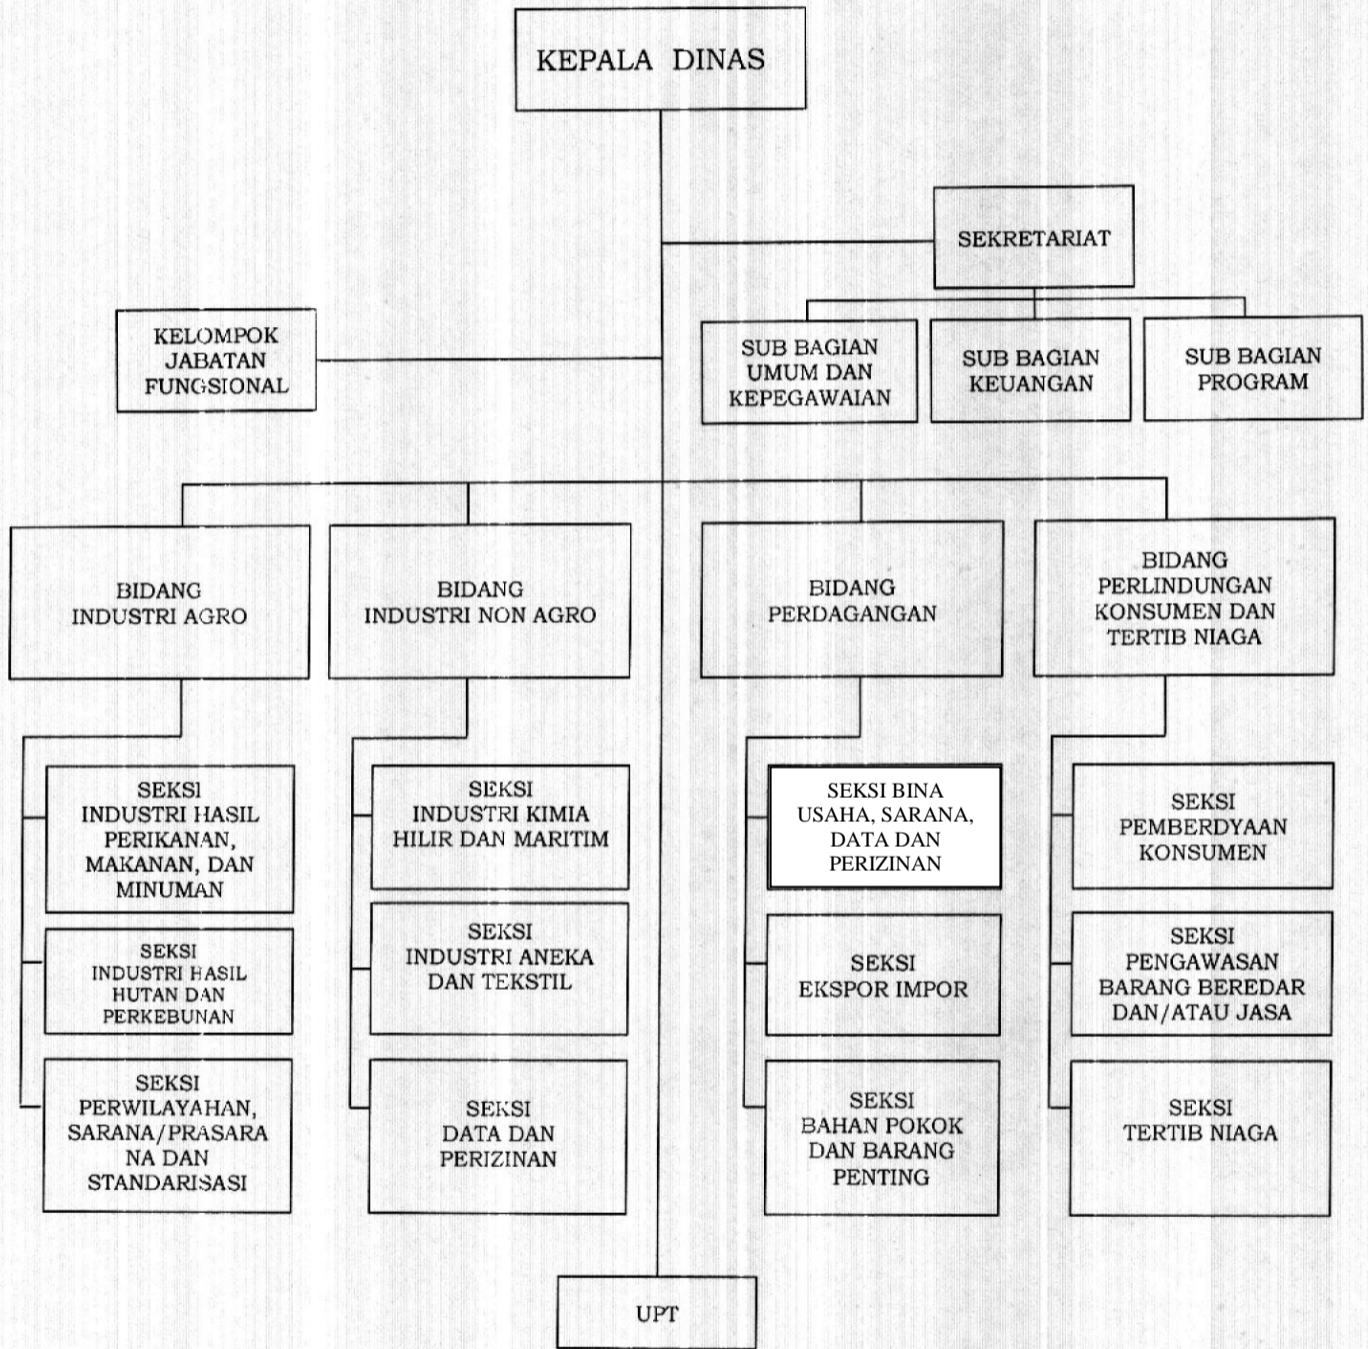 KEPALA DINAS
SEKRETARIAT
KELOMPOK
JABATAN
FUNGSIONAL
SUB BAGIAN
UMUM DAN
KEPEGAWAIAN
SUB BAGIAN
KEUANGAN
SUB BAGIAN
PROGRAM
BIDANG
INDUSTRI AGRO
BIDANG
INDUSTRI NON AGRO
BIDANG
PERDAGANGAN
BIDANG
PERLINDUNGAN
KONSUMEN DAN
TERTIB NIAGA
SEKSI
INDUSTRI HASIL
PERIKANAN,
MAKANAN, DAN
MINUMAN
SEKSI
INDUSTRI HASIL
HUTAN DAN
PERKEBUNAN
SEKSI
PERWILAYAHAN,
SARANA/PRASARA
NA DAN
STANDARISASI
SEKSI
INDUSTRI KIMIA
HILIR DAN MARITIM
SEKSI
INDUSTRI ANEKA
DAN TEKSTIL
SEKSI
DATA DAN
PERIZINAN
SEKSI BINA
USAHA, SARANA,
DATA DAN
PERIZINAN
SEKSI
EKSPOR IMPOR
SEKSI
BAHAN POKOK
DAN BARANG
PENTING
SEKSI
PEMBERDYAAN
KONSUMEN
SEKSI
PENGAWASAN
BARANG BEREDAR
DAN/ATAU JASA
SEKSI
TERTIB NIAGA
UPT